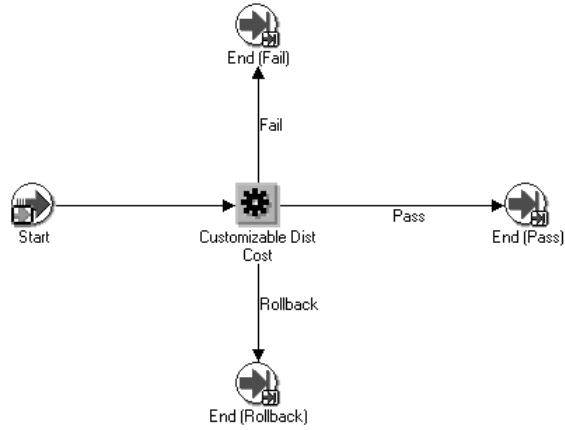 End (Fail)
Fail
Start
Customizable Dist
Cost
Pass
End (Pass)
Rollback
End (Rollback)